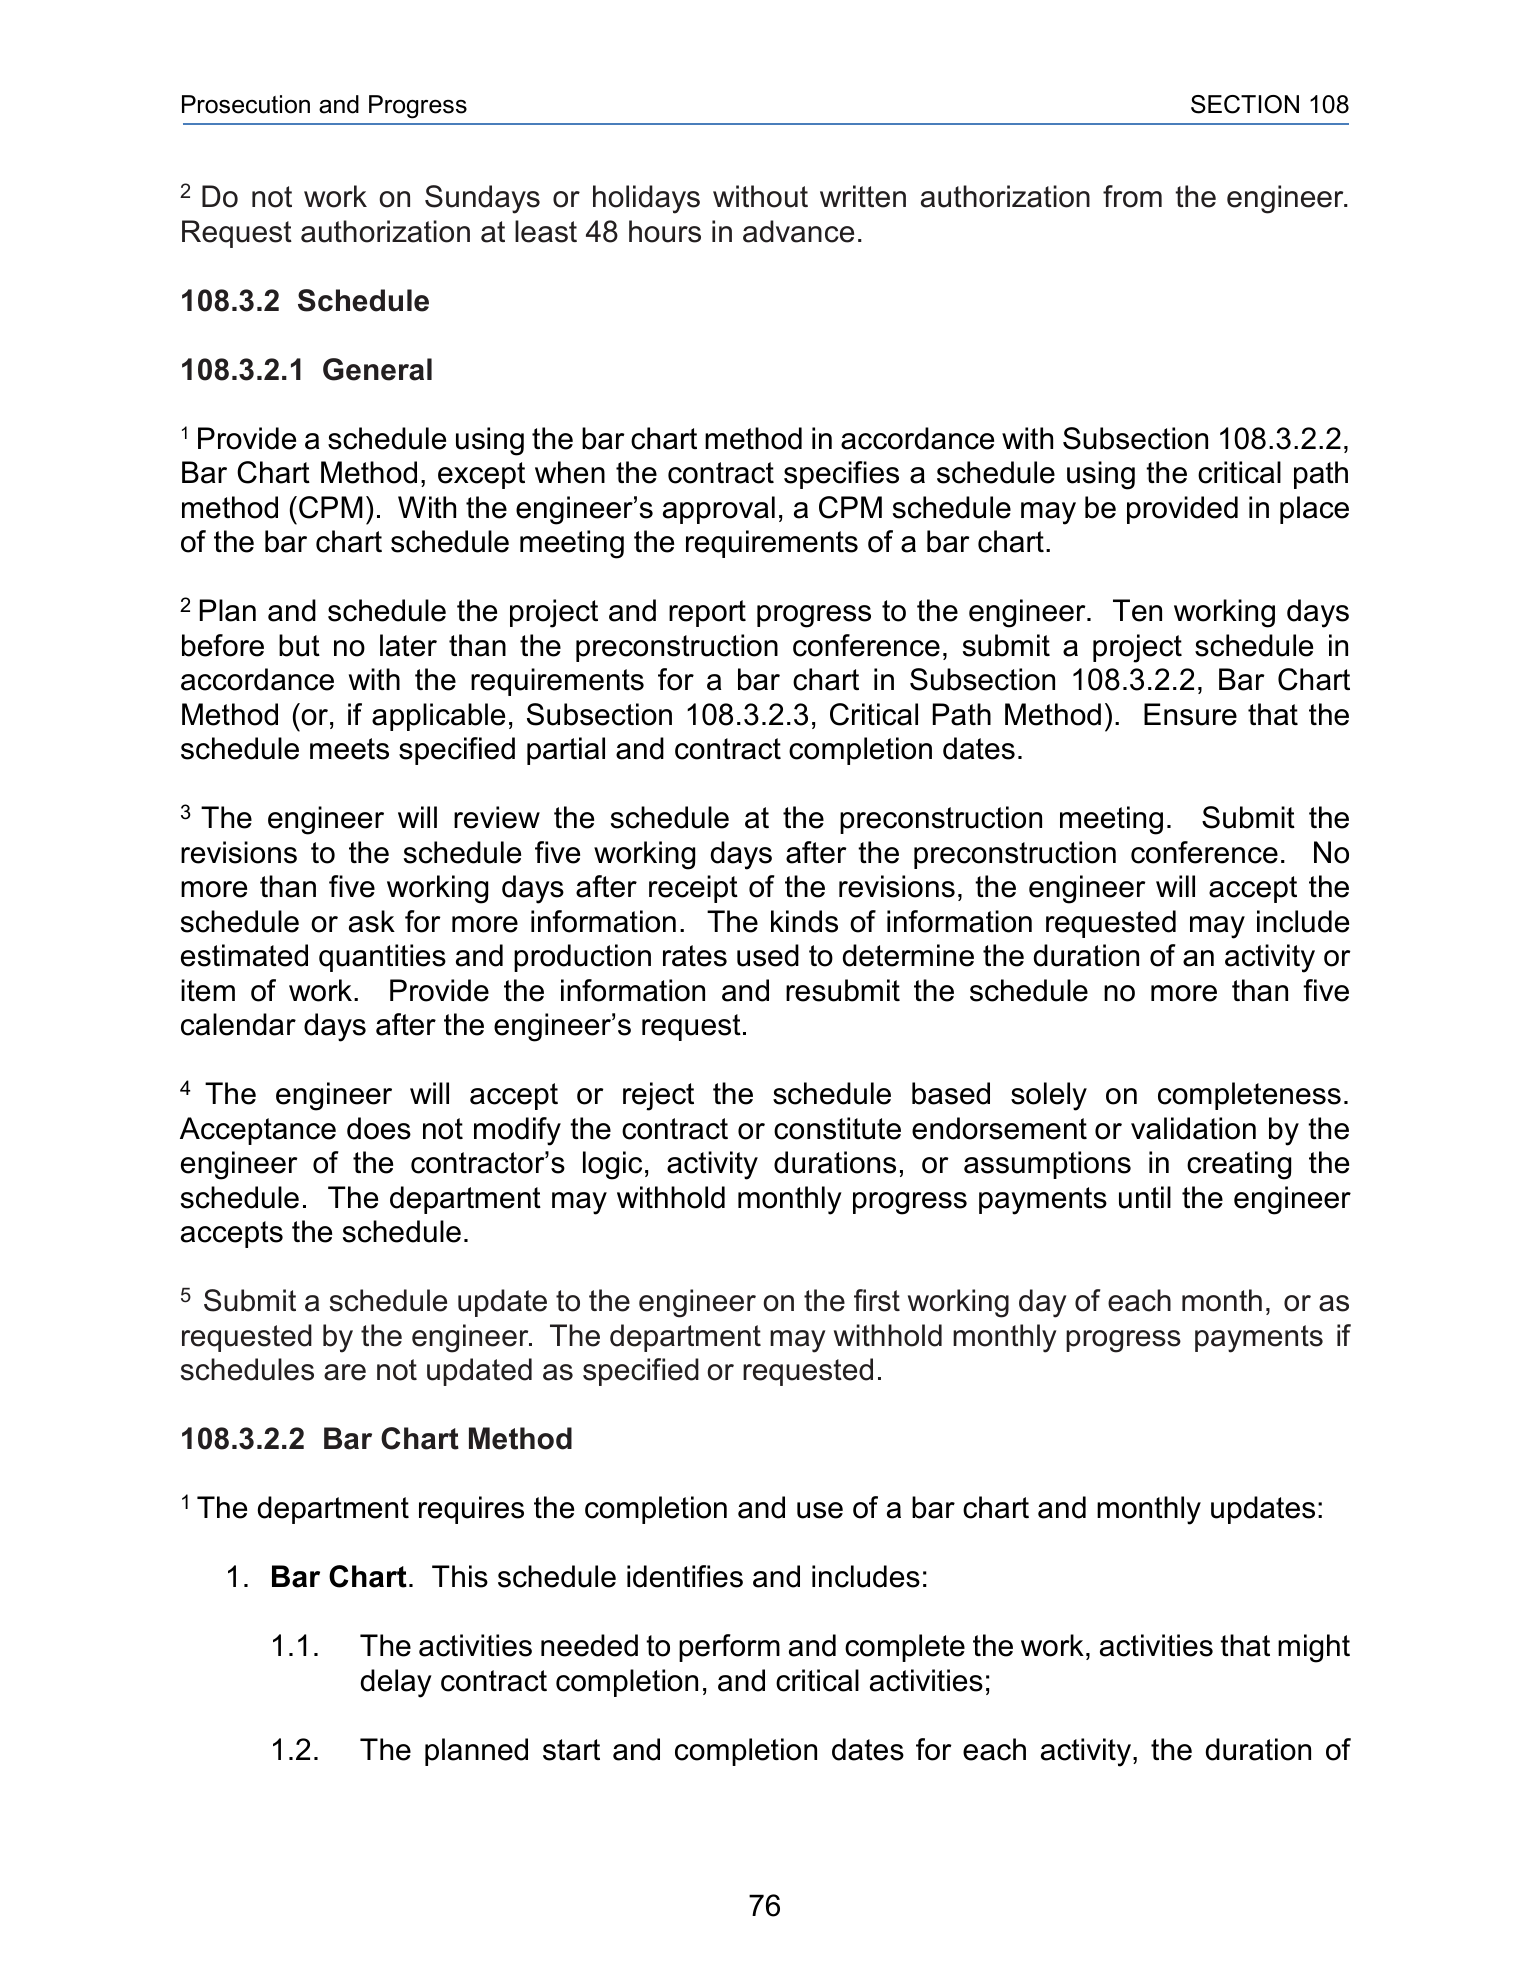 Prosecution and Progress SECTION 108
2 Do not work on Sundays or holidays without written authorization from the engineer.
Request authorization at least 48 hours in advance.
108.3.2 Schedule
108.3.2.1 General
1 Provide a schedule using the bar chart method in accordance with Subsection 108.3.2.2,
Bar Chart Method, except when the contract specifies a schedule using the critical path
method (CPM). With the engineer’s approval, a CPM schedule may be provided in place
of the bar chart schedule meeting the requirements of a bar chart.
2 Plan and schedule the project and report progress to the engineer. Ten working days
before but no later than the preconstruction conference, submit a project schedule in
accordance with the requirements for a bar chart in Subsection 108.3.2.2, Bar Chart
Method (or, if applicable, Subsection 108.3.2.3, Critical Path Method). Ensure that the
schedule meets specified partial and contract completion dates.
3 The engineer will review the schedule at the preconstruction meeting. Submit the
revisions to the schedule five working days after the preconstruction conference. No
more than five working days after receipt of the revisions, the engineer will accept the
schedule or ask for more information. The kinds of information requested may include
estimated quantities and production rates used to determine the duration of an activity or
item of work. Provide the information and resubmit the schedule no more than five
calendar days after the engineer’s request.
4 The engineer will accept or reject the schedule based solely on completeness.
Acceptance does not modify the contract or constitute endorsement or validation by the
engineer of the contractor’s logic, activity durations, or assumptions in creating the
schedule. The department may withhold monthly progress payments until the engineer
accepts the schedule.
5 Submit a schedule update to the engineer on the first working day of each month, or as
requested by the engineer. The department may withhold monthly progress payments if
schedules are not updated as specified or requested.
108.3.2.2 Bar Chart Method
1 The department requires the completion and use of a bar chart and monthly updates:
1. Bar Chart. This schedule identifies and includes:
1.1. The activities needed to perform and complete the work, activities that might
delay contract completion, and critical activities;
1.2. The planned start and completion dates for each activity, the duration of
76